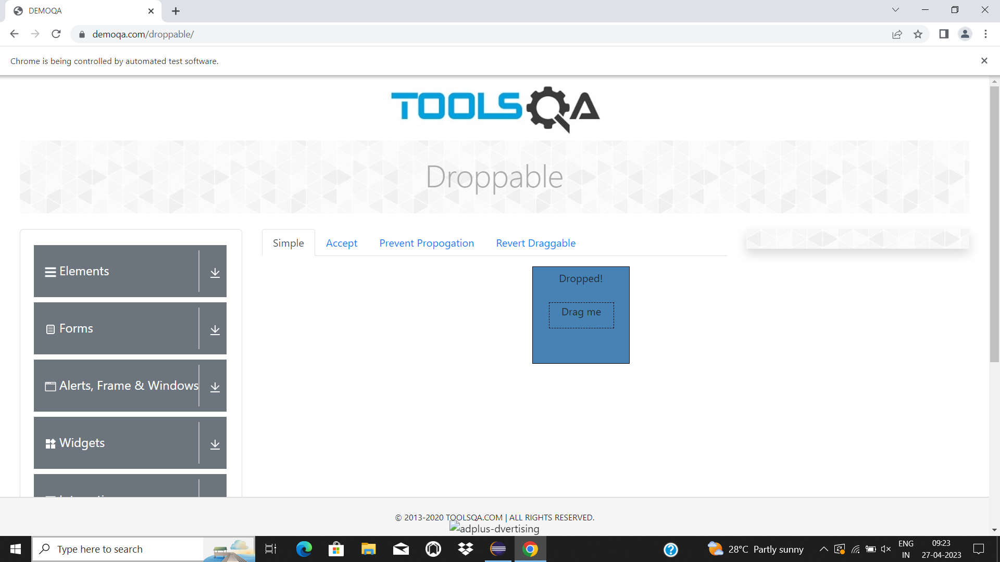 DEMOQA
demoqa.com/droppable/
Chrome is being controlled by automated test software.
TOOLSQA
Droppable
Simple Accept Prevent Propogation Revert Draggable
Elements
Forms
Alerts, Frame & Windows
Widgets
Dropped!
Drag me
© 2013-2020 TOOLSQA.COM | ALL RIGHTS RESERVED.
adplus-dvertising
Type here to search
28°C Partly sunny
ENG
IN
09:23
27-04-2023